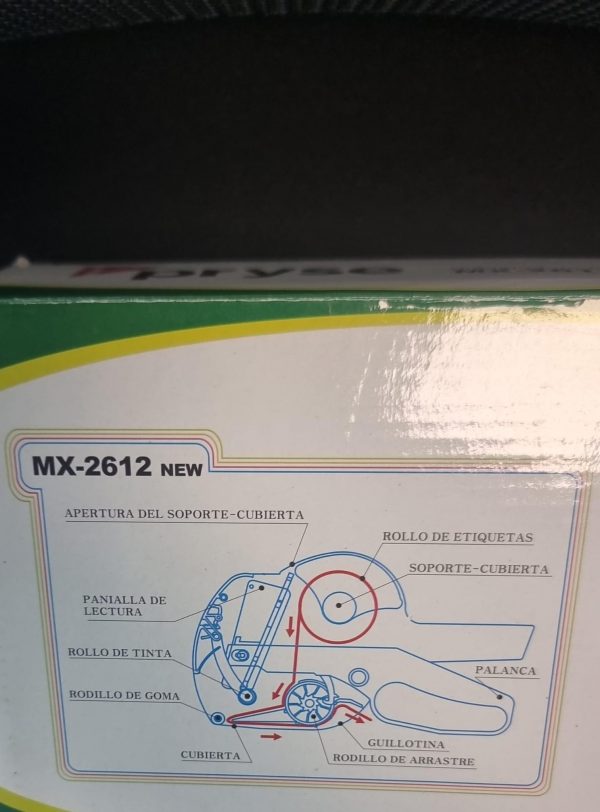 pryse
MX-2612 NEW
APERTURA DEL SOPORTE-CUBIERTA
ROLLO DE ETIQUETAS
SOPORTE-CUBIERTA
PANIALLA DE
LECTURA
ROLLO DE TINTA
PALANCA
RODILLO DE GOMA
GUILLOTINA
CUBIERTA
RODILLO DE ARRASTRE